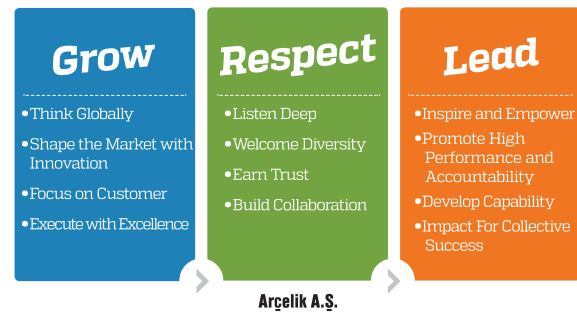 Grow
•Think Globally
•Shape the Market with
Innovation
•Focus on Customer
•Execute with Excellence
Respect
•Listen Deep
•Welcome Diversity
•Earn Trust
•Build Collaboration
Lead
•Inspire and Empower
•Promote High
Performance and
Accountability
•Develop Capability
•Impact For Collective
Success
Arçelik A.Ş.